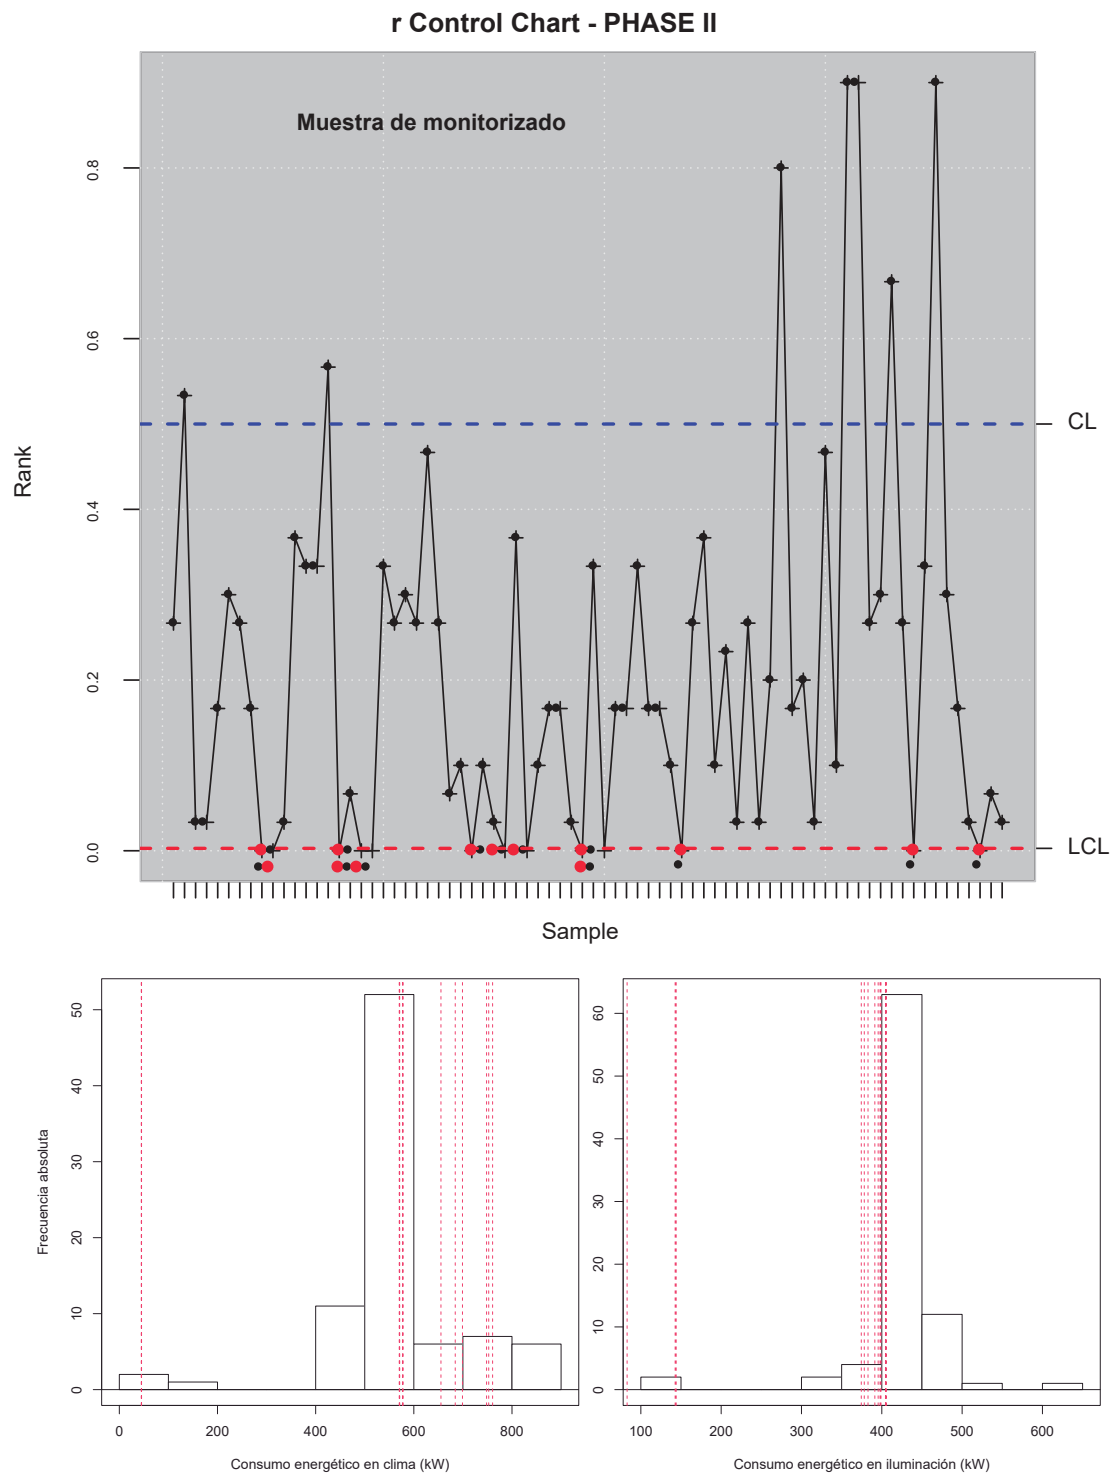 r Control Chart - PHASE II
Muestra de monitorizado
0.8
0.6
0.4
0.2
0.0
Rank
CL
LCL
Sample
50
40
30
20
10
0
Frecuencia absoluta
0 200 400 600 800
Consumo energético en clima (kW)
60
50
40
30
20
10
0
100 200 300 400 500 600
Consumo energético en iluminación (kW)